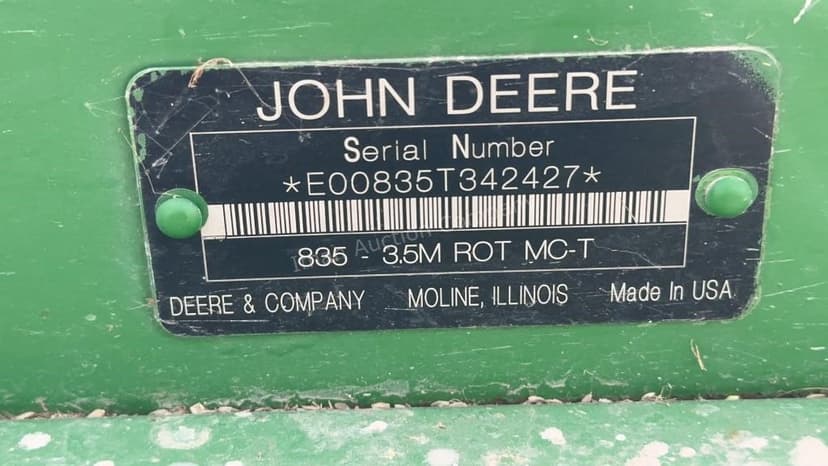 JOHN DEERE
Serial Number
*E00835T342427*
835 - 3.5M ROT MC-T
DEERE & COMPANY MOLINE, ILLINOIS Made In USA